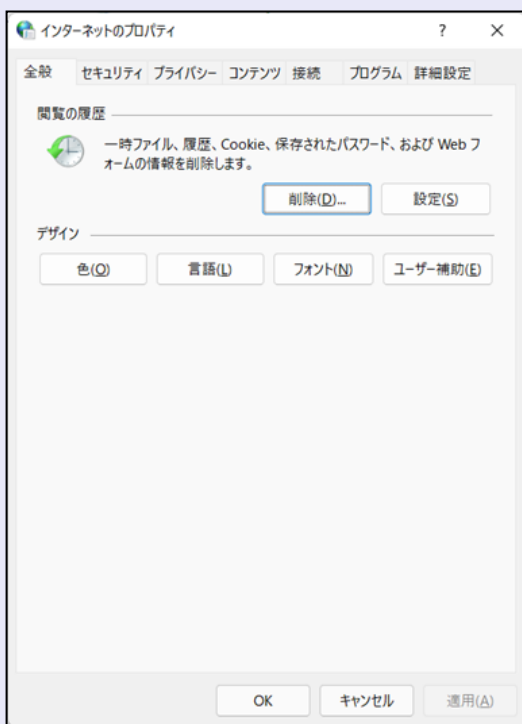 インターネットのプロパティ ? ×
全般 セキュリティ プライバシー コンテンツ 接続 プログラム 詳細設定
閲覧の履歴
一時ファイル、履歴、Cookie、保存されたパスワード、および Web フ
ォームの情報を削除します。
削除(D)... 設定(S)
デザイン
色(O) 言語(L) フォント(N) ユーザー補助(E)
OK キャンセル 適用(A)